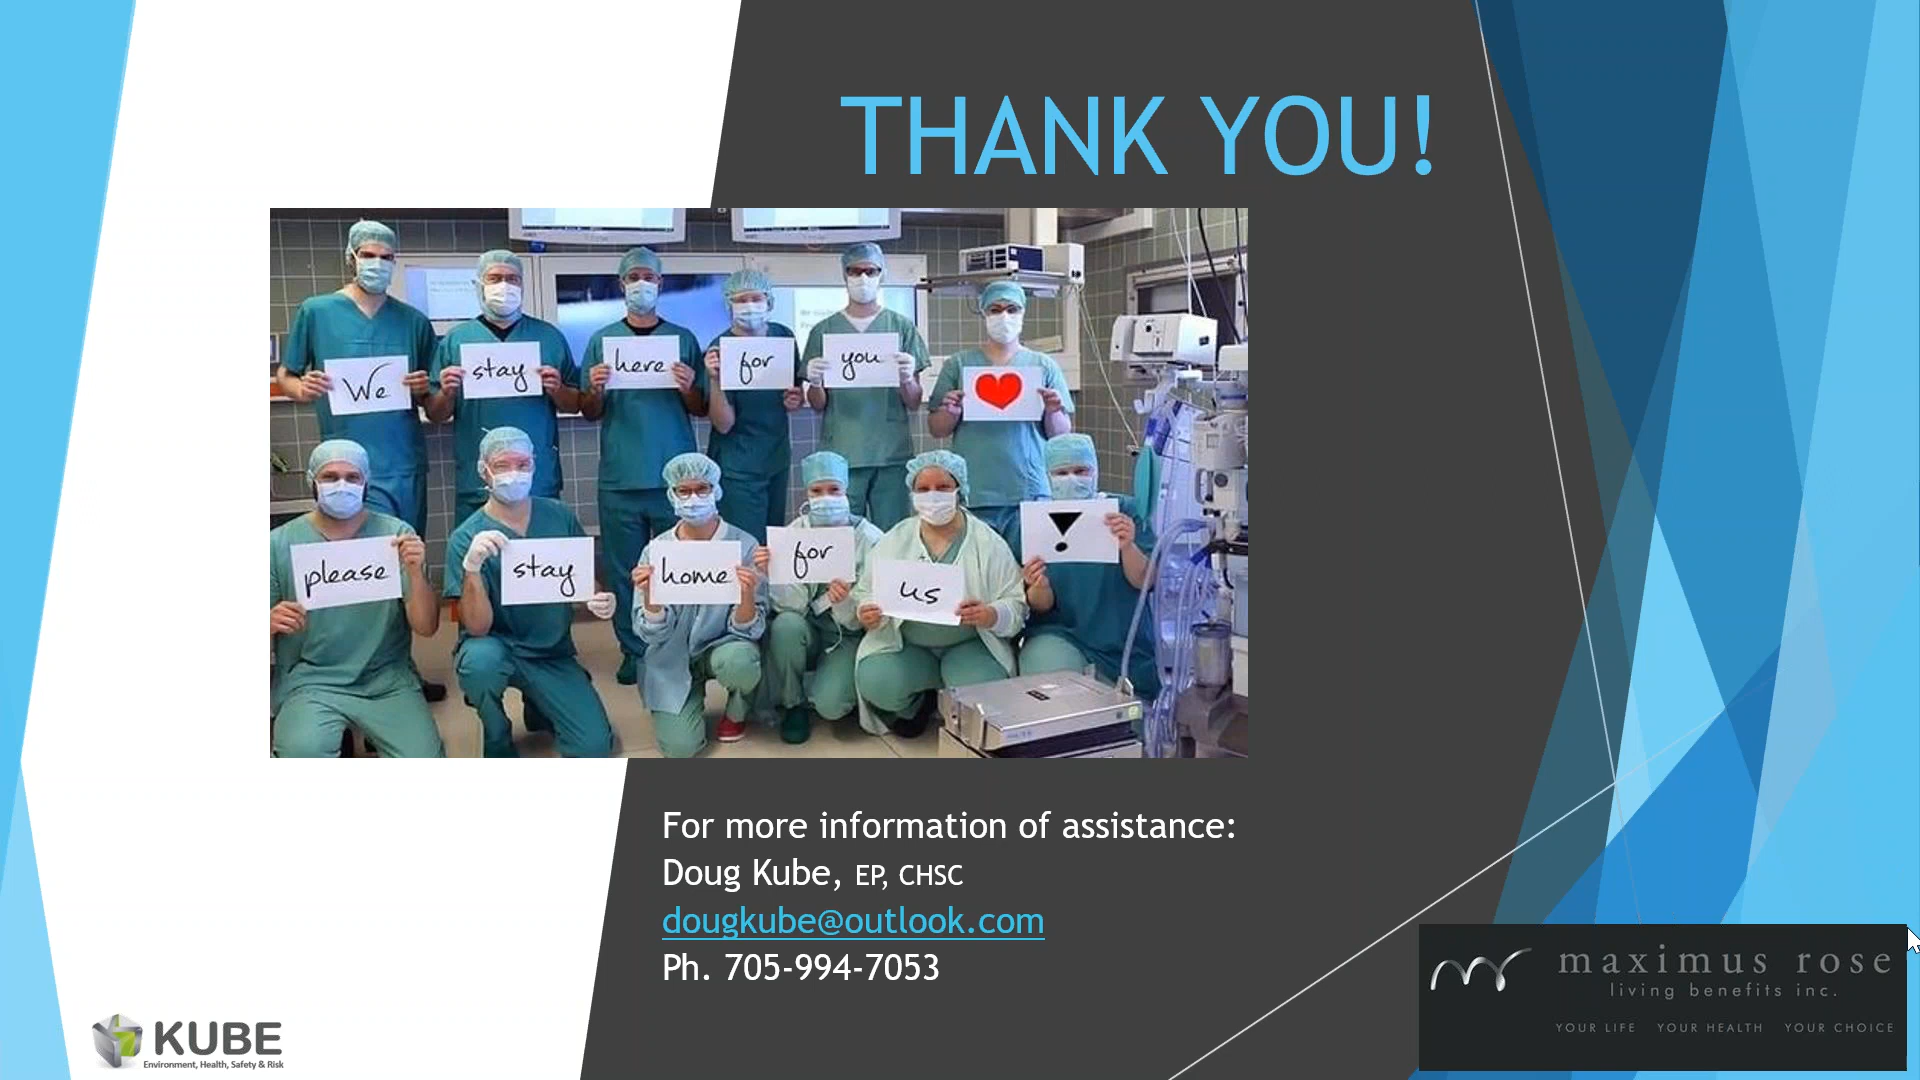 THANK YOU!
We stay here for you
please stay home for us !
For more information of assistance:
Doug Kube, EP, CHSC
dougkube@outlook.com
Ph. 705-994-7053
KUBE
Environment, Health, Safety & Risk
maximus rose
living benefits inc.
YOUR LIFE YOUR HEALTH YOUR CHOICE